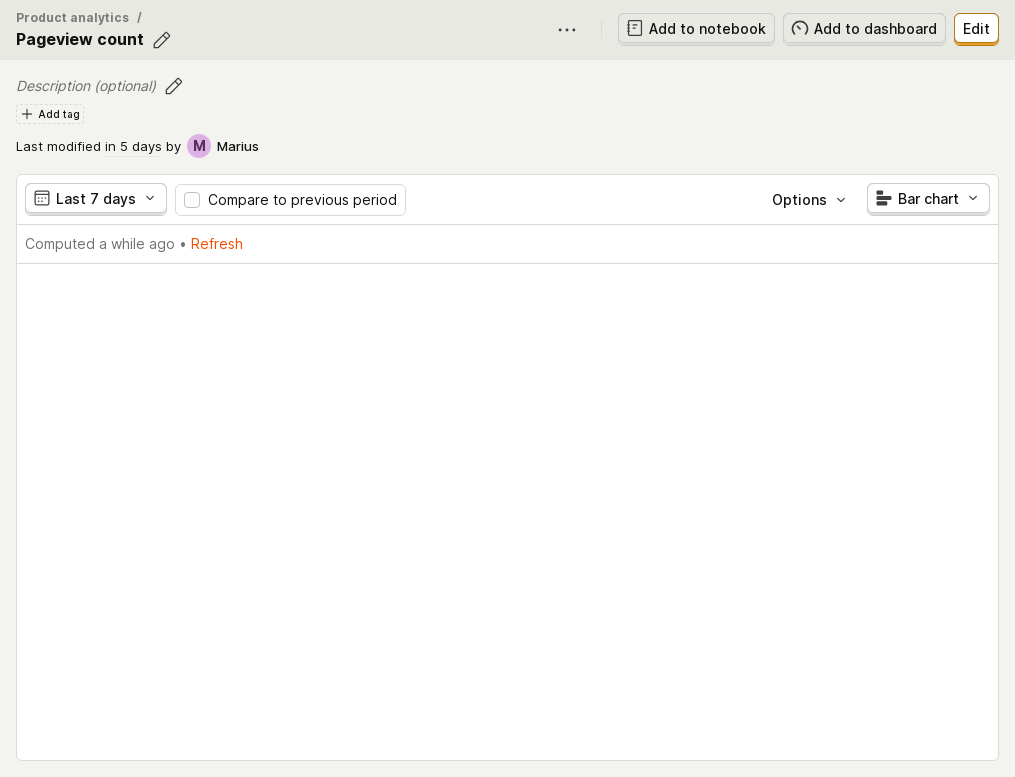 Product analytics /
Pageview count
Add to notebook
Add to dashboard
Edit
Description (optional)
Add tag
Last modified in 5 days by M Marius
Last 7 days
Compare to previous period
Options
Bar chart
Computed a while ago • Refresh